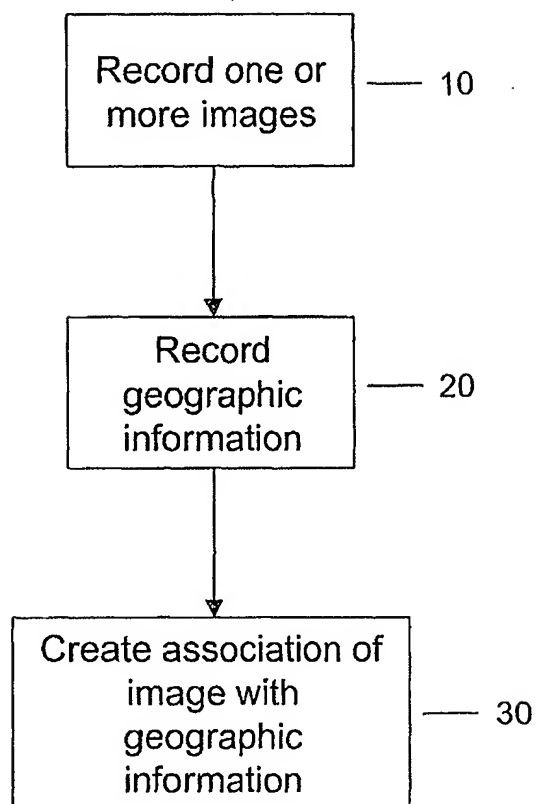 Record one or
more images
10
Record
geographic
information
20
Create association of
image with
geographic
information
30